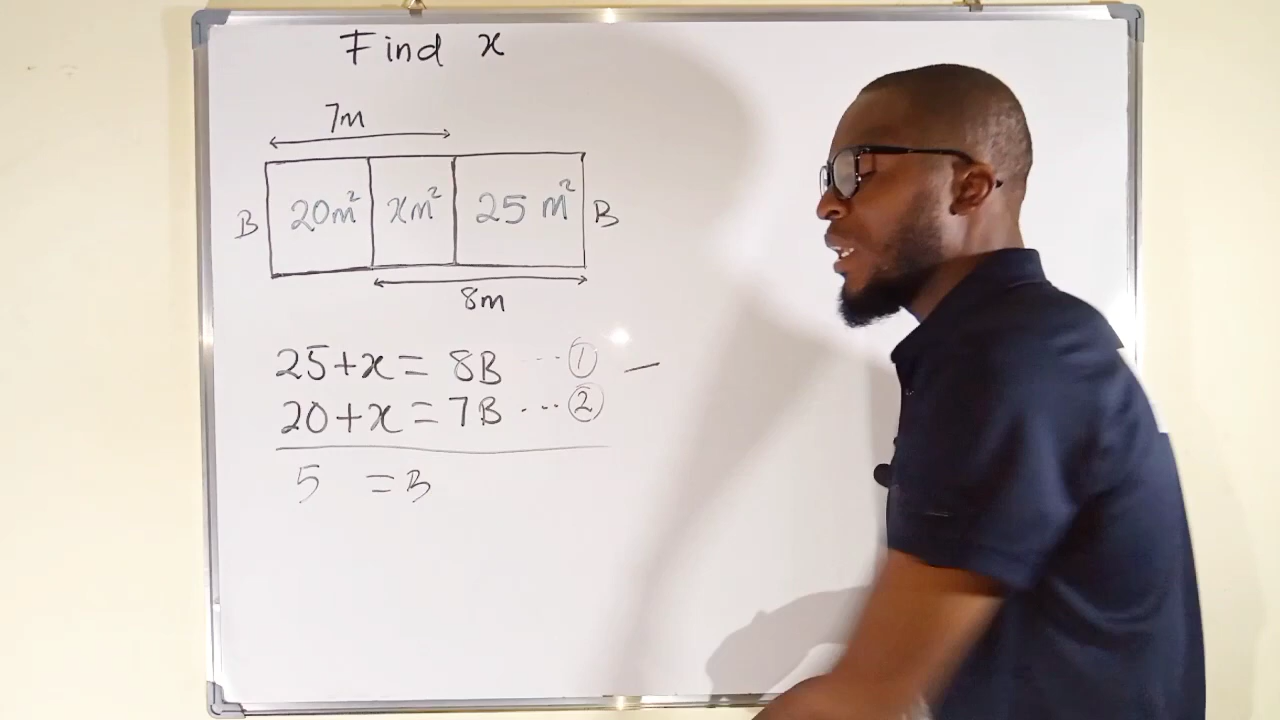 Find x
7m
B 20m² xm² 25 m² B
8m
25+x = 8B ... ① —
20+x = 7B ... ②
5 = B